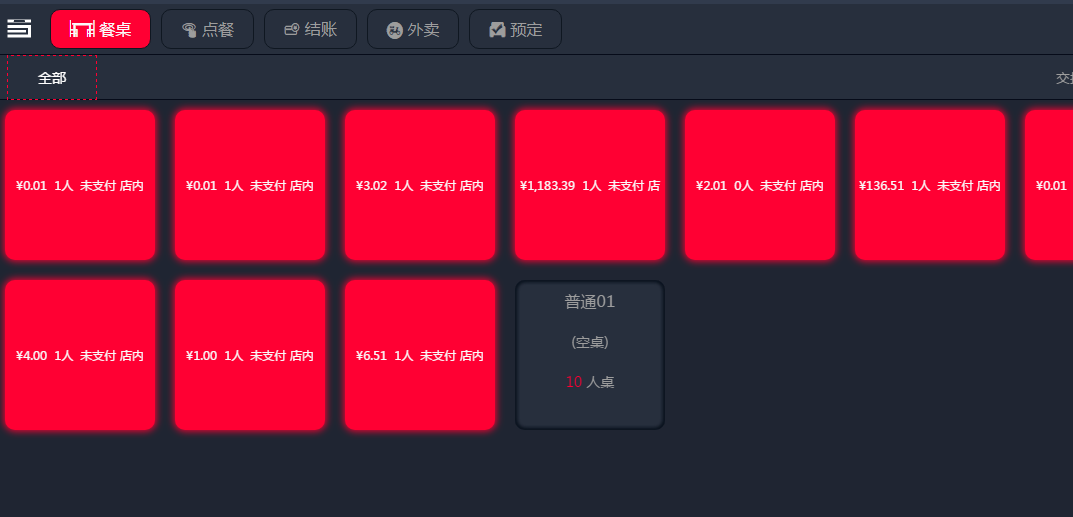 餐桌 点餐 结账 外卖 预定
全部
¥0.01 1人 未支付 店内
¥0.01 1人 未支付 店内
¥3.02 1人 未支付 店内
¥1,183.39 1人 未支付 店
¥2.01 0人 未支付 店内
¥136.51 1人 未支付 店内
¥0.01
¥4.00 1人 未支付 店内
¥1.00 1人 未支付 店内
¥6.51 1人 未支付 店内
普通01
(空桌)
10 人桌